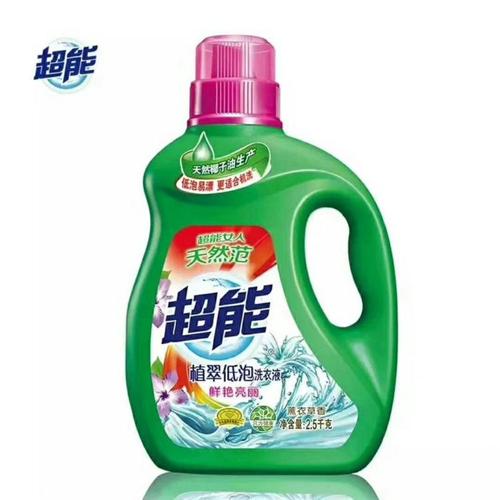 超能
天然椰子油生产
低泡易漂 更适合机洗
超能女人
天然范
超能
植翠低泡洗衣液
鲜艳亮丽
薰衣草香
净含量:2.5千克